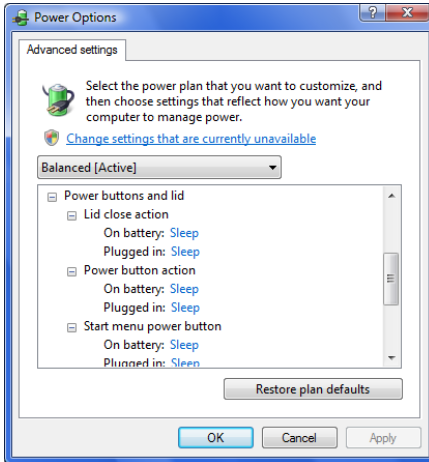 Power Options
Advanced settings
Select the power plan that you want to customize, and
then choose settings that reflect how you want your
computer to manage power.
Change settings that are currently unavailable
Balanced [Active]
Power buttons and lid
Lid close action
On battery: Sleep
Plugged in: Sleep
Power button action
On battery: Sleep
Plugged in: Sleep
Start menu power button
On battery: Sleep
Plugged in: Sleep
Restore plan defaults
OK Cancel Apply